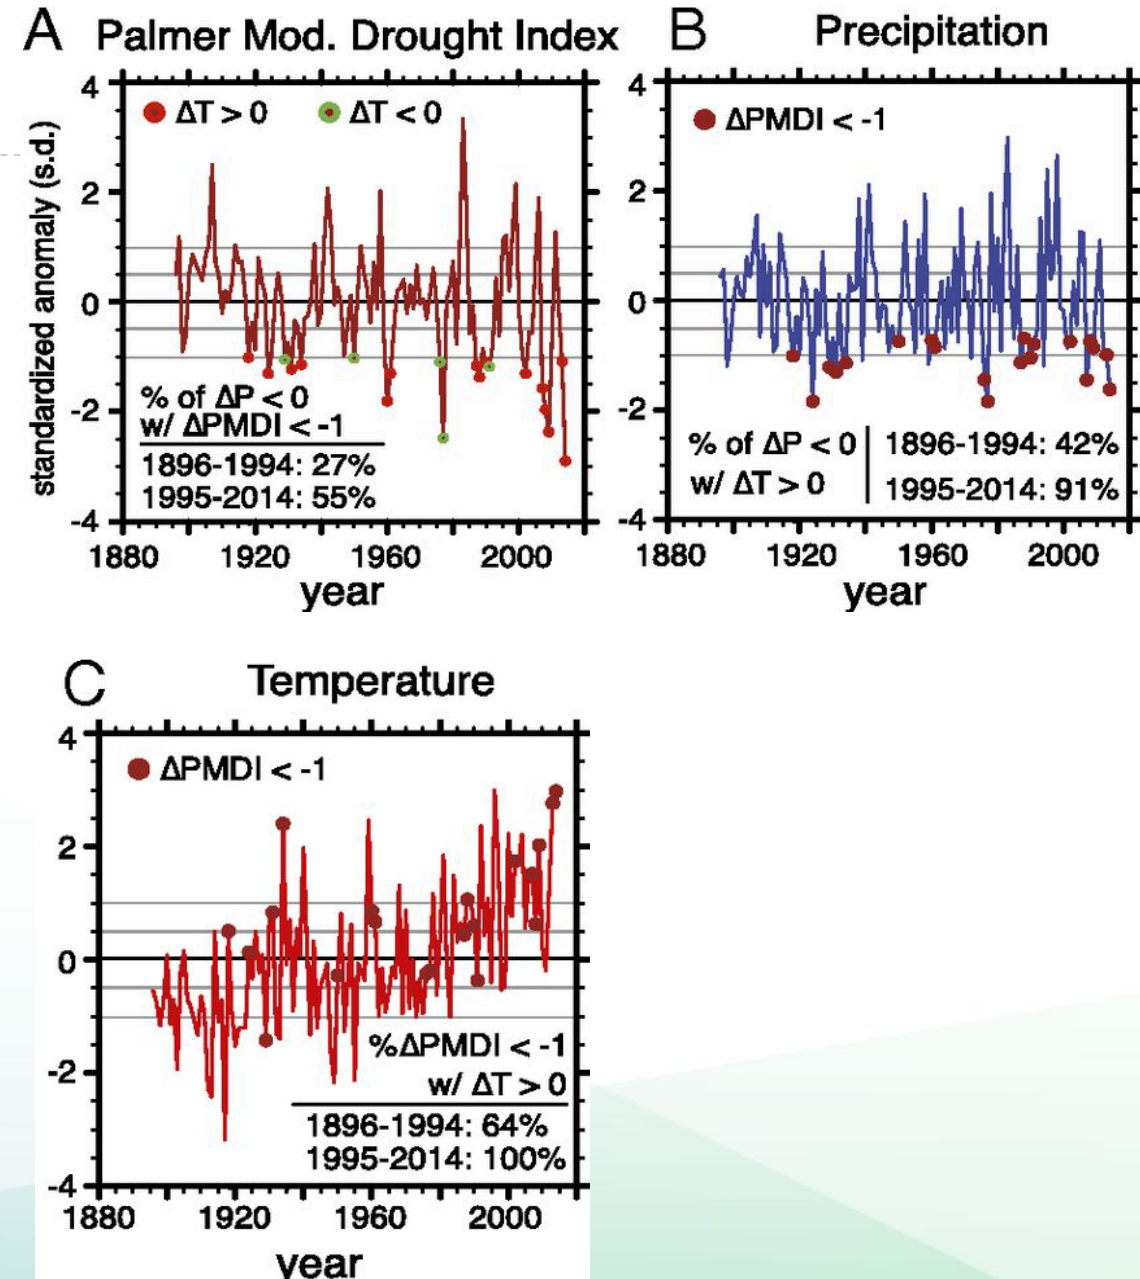 A Palmer Mod. Drought Index
standardized anomaly (s.d.)
4
2
0
-2
-4
ΔT > 0
ΔT < 0
% of ΔP < 0
w/ ΔPMDI < -1
1896-1994: 27%
1995-2014: 55%
1880 1920 1960 2000
year
B Precipitation
4
2
0
-2
-4
ΔPMDI < -1
% of ΔP < 0
w/ ΔT > 0
1896-1994: 42%
1995-2014: 91%
1880 1920 1960 2000
year
C Temperature
4
2
0
-2
-4
ΔPMDI < -1
%ΔPMDI < -1
w/ ΔT > 0
1896-1994: 64%
1995-2014: 100%
1880 1920 1960 2000
year